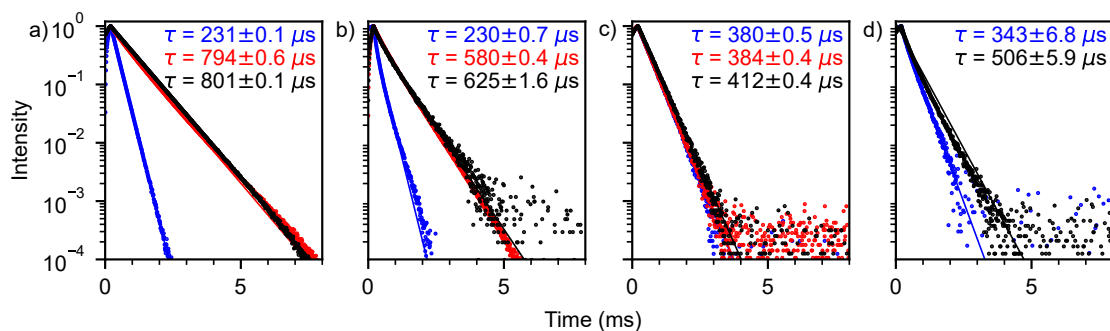 a)
τ = 231±0.1 μs
τ = 794±0.6 μs
τ = 801±0.1 μs
b)
τ = 230±0.7 μs
τ = 580±0.4 μs
τ = 625±1.6 μs
c)
τ = 380±0.5 μs
τ = 384±0.4 μs
τ = 412±0.4 μs
d)
τ = 343±6.8 μs
τ = 506±5.9 μs
Intensity
10⁰
10⁻¹
10⁻²
10⁻³
10⁻⁴
0 5
0 5
0 5
0 5
Time (ms)